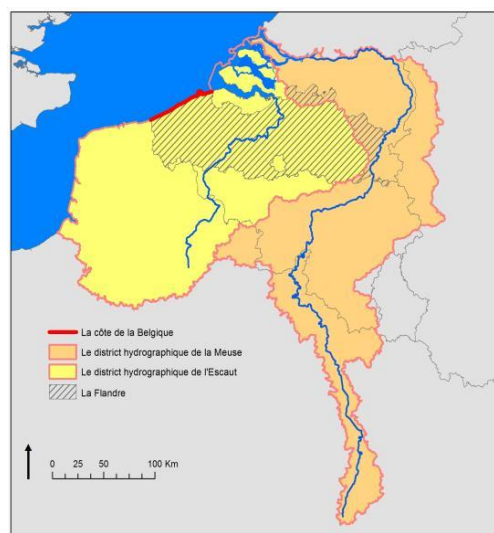 La côte de la Belgique
Le district hydrographique de la Meuse
Le district hydrographique de l'Escaut
La Flandre
0 25 50 100 Km